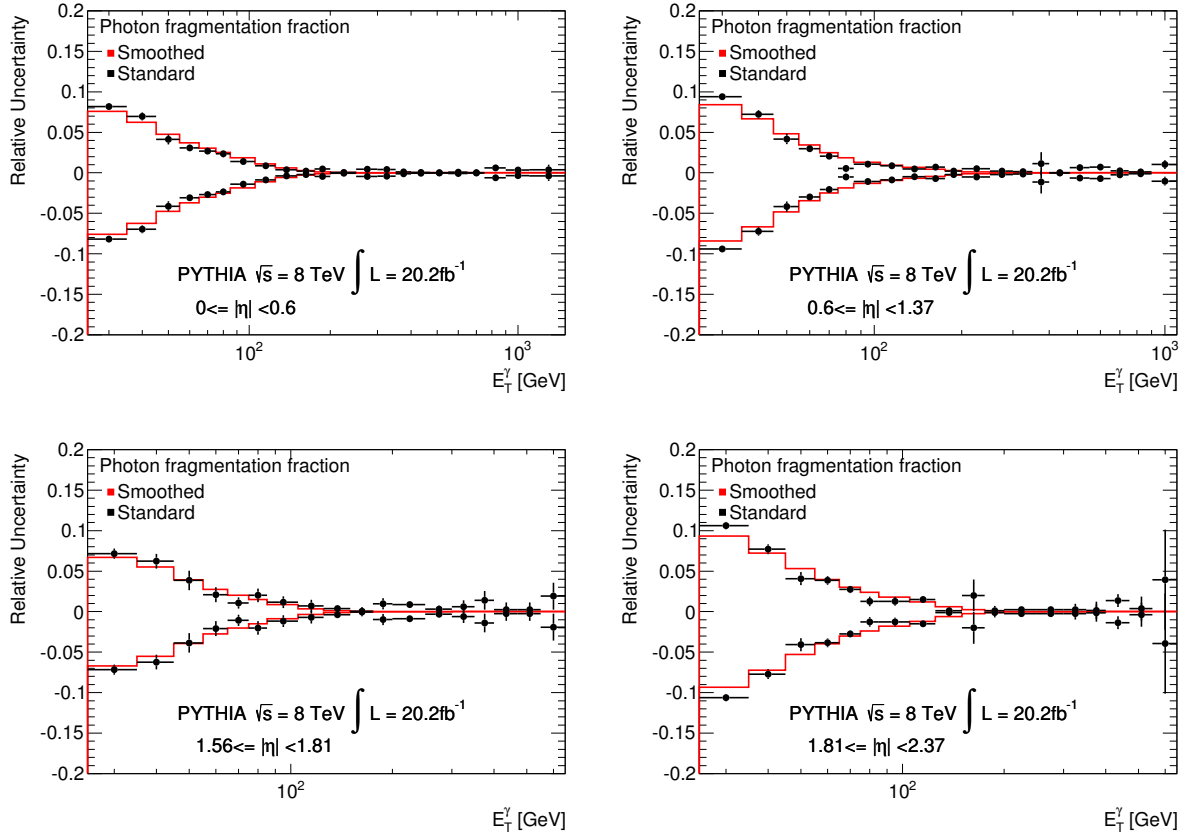 Photon fragmentation fraction
Smoothed
Standard
Relative Uncertainty
0.2
0.15
0.1
0.05
0
-0.05
-0.1
-0.15
-0.2
PYTHIA √s = 8 TeV ∫ L = 20.2fb⁻¹
0<= |η| <0.6
10² 10³
E_T^γ [GeV]
Photon fragmentation fraction
Smoothed
Standard
Relative Uncertainty
0.2
0.15
0.1
0.05
0
-0.05
-0.1
-0.15
-0.2
PYTHIA √s = 8 TeV ∫ L = 20.2fb⁻¹
0.6<= |η| <1.37
10² 10³
E_T^γ [GeV]
Photon fragmentation fraction
Smoothed
Standard
Relative Uncertainty
0.2
0.15
0.1
0.05
0
-0.05
-0.1
-0.15
-0.2
PYTHIA √s = 8 TeV ∫ L = 20.2fb⁻¹
1.56<= |η| <1.81
10²
E_T^γ [GeV]
Photon fragmentation fraction
Smoothed
Standard
Relative Uncertainty
0.2
0.15
0.1
0.05
0
-0.05
-0.1
-0.15
-0.2
PYTHIA √s = 8 TeV ∫ L = 20.2fb⁻¹
1.81<= |η| <2.37
10²
E_T^γ [GeV]